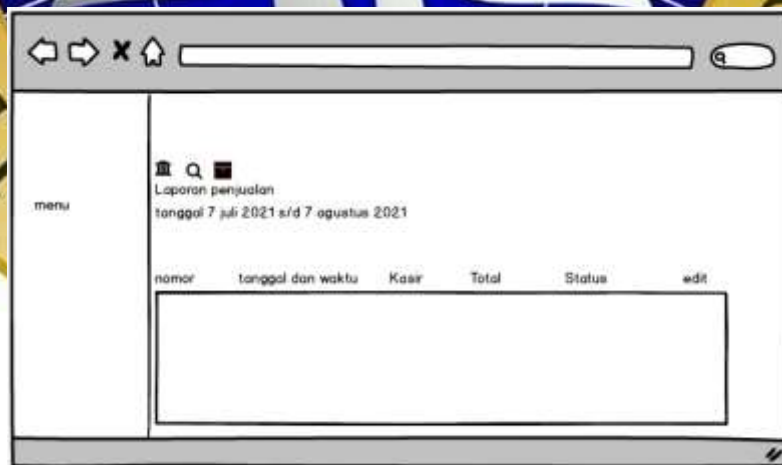 menu
Laporan penjualan
tanggal 7 juli 2021 s/d 7 agustus 2021
nomor tanggal dan waktu Kasir Total Status edit